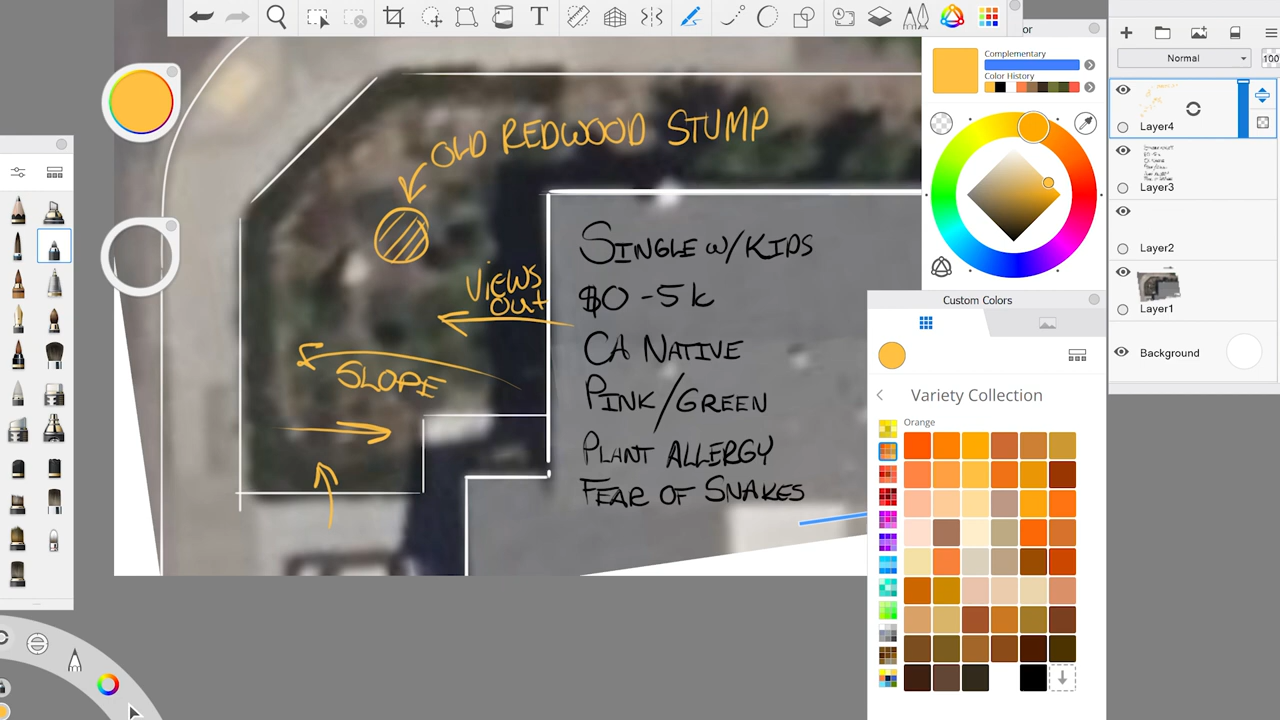 or
Complementary
Color History
Normal
100
Layer4
Layer3
Layer2
Layer1
Background
OLD REDWOOD STUMP
VIEWS
OUT
SLOPE
SINGLE W/KIDS
$0-5k
CA NATIVE
PINK/GREEN
PLANT ALLERGY
FEAR OF SNAKES
Custom Colors
Variety Collection
Orange